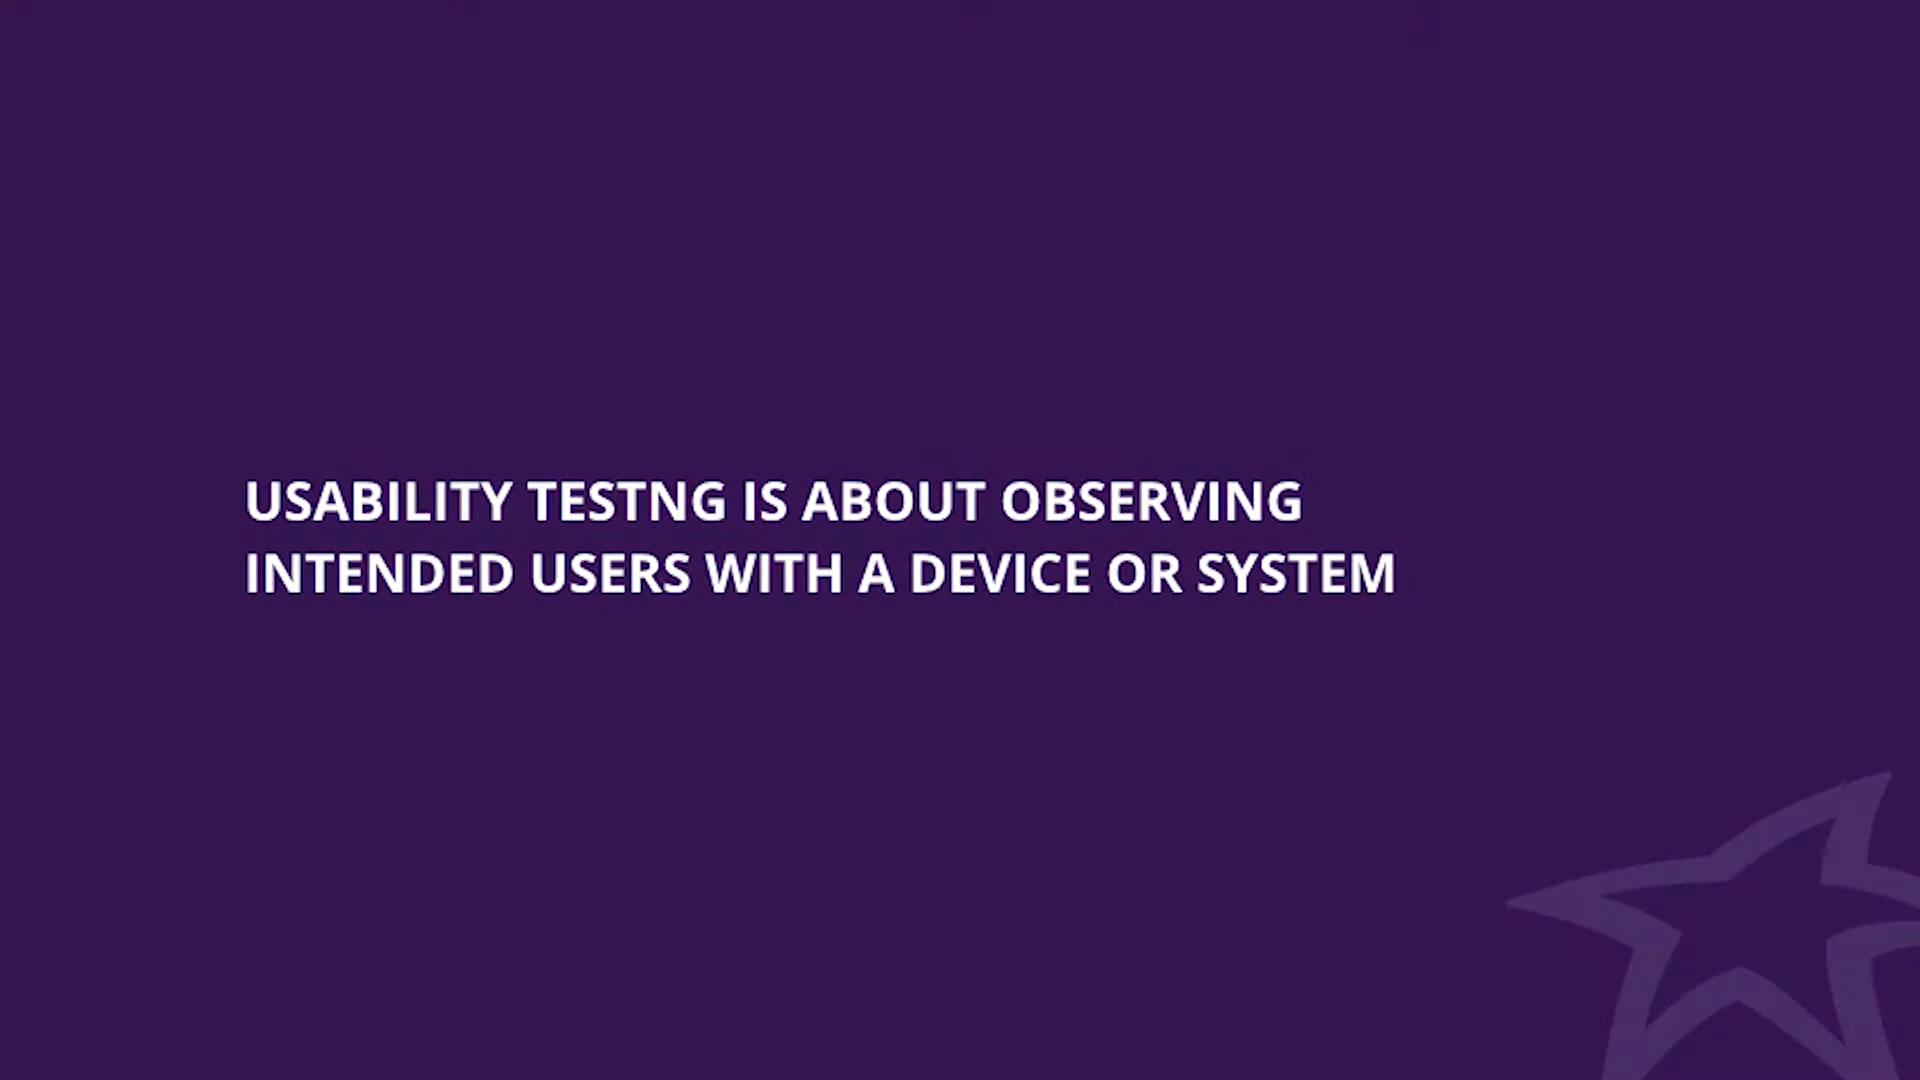 USABILITY TESTNG IS ABOUT OBSERVING
INTENDED USERS WITH A DEVICE OR SYSTEM